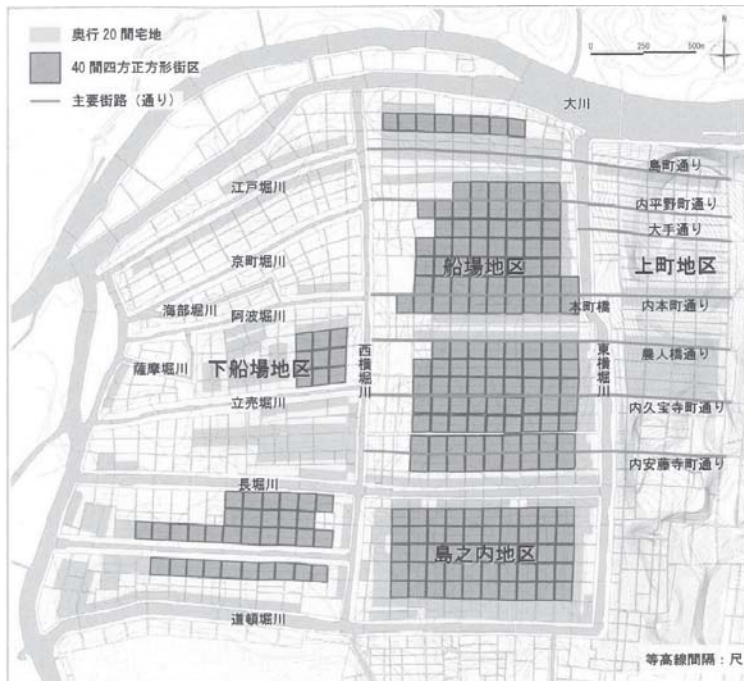 奥行20間宅地
40間四方正方形街区
主要街路（通り）
N
0 250 500m
大川
島町通り
江戸堀川
内平野町通り
大手通り
京町堀川
船場地区
上町地区
海部堀川
阿波堀川
本町橋
内本町通り
薩摩堀川
下船場地区
西横堀川
東横堀川
農人橋通り
立売堀川
内久宝寺町通り
内安藤寺町通り
長堀川
島之内地区
道頓堀川
等高線間隔：尺